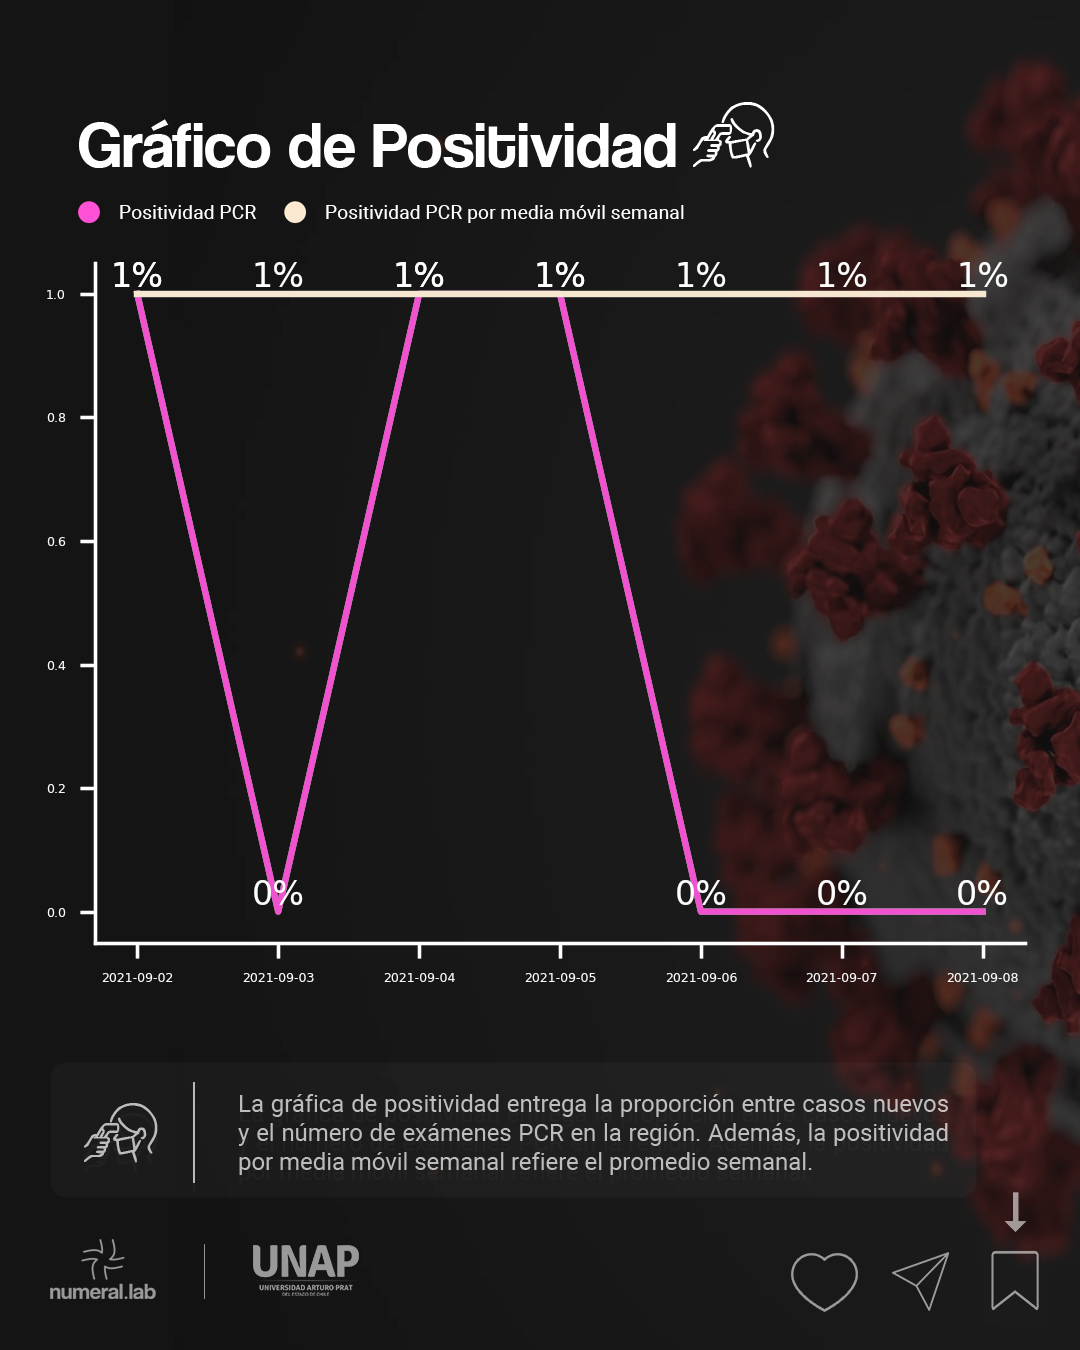 Gráfico de Positividad
Positividad PCR Positividad PCR por media móvil semanal
1% 1% 1% 1% 1% 1% 1%
1.0
0.8
0.6
0.4
0.2
0% 0% 0% 0%
0.0
2021-09-02 2021-09-03 2021-09-04 2021-09-05 2021-09-06 2021-09-07 2021-09-08
La gráfica de positividad entrega la proporción entre casos nuevos
y el número de exámenes PCR en la región. Además, la positividad
por media móvil semanal refiere el promedio semanal.
numeral.lab
UNAP
UNIVERSIDAD ARTURO PRAT
DEL ESTADO DE CHILE